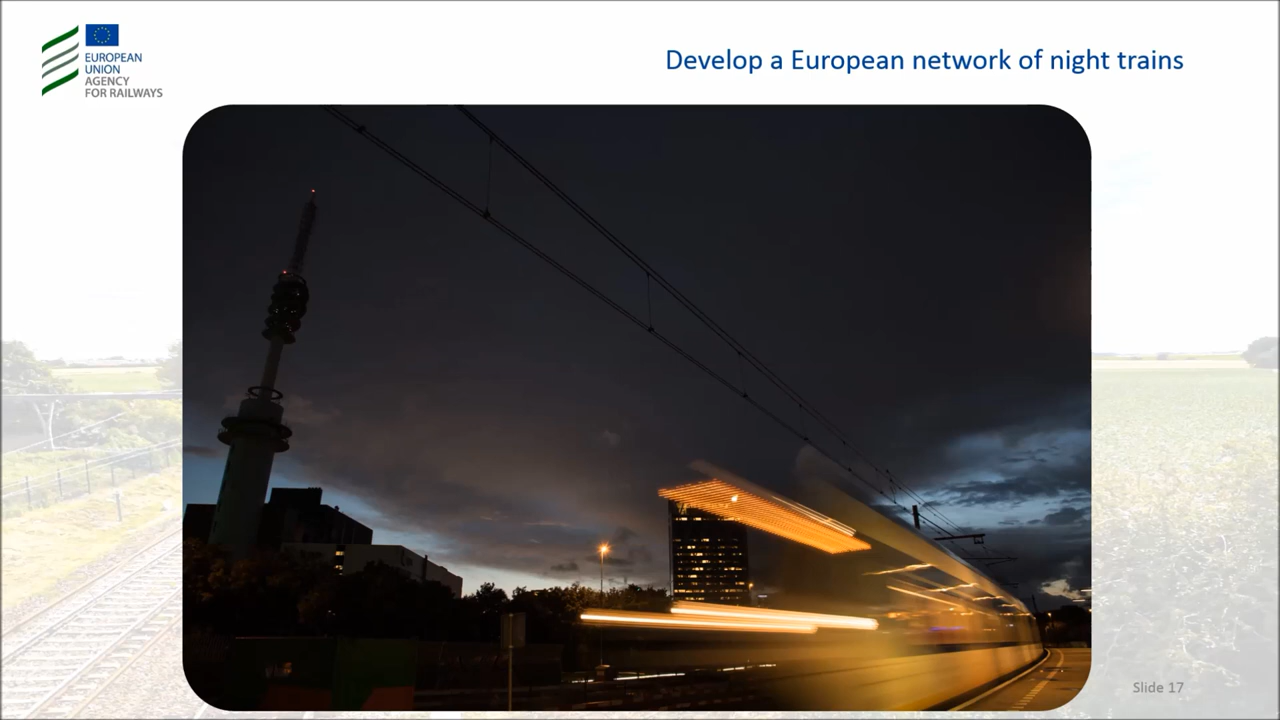 EUROPEAN
UNION
AGENCY
FOR RAILWAYS
Develop a European network of night trains
Slide 17